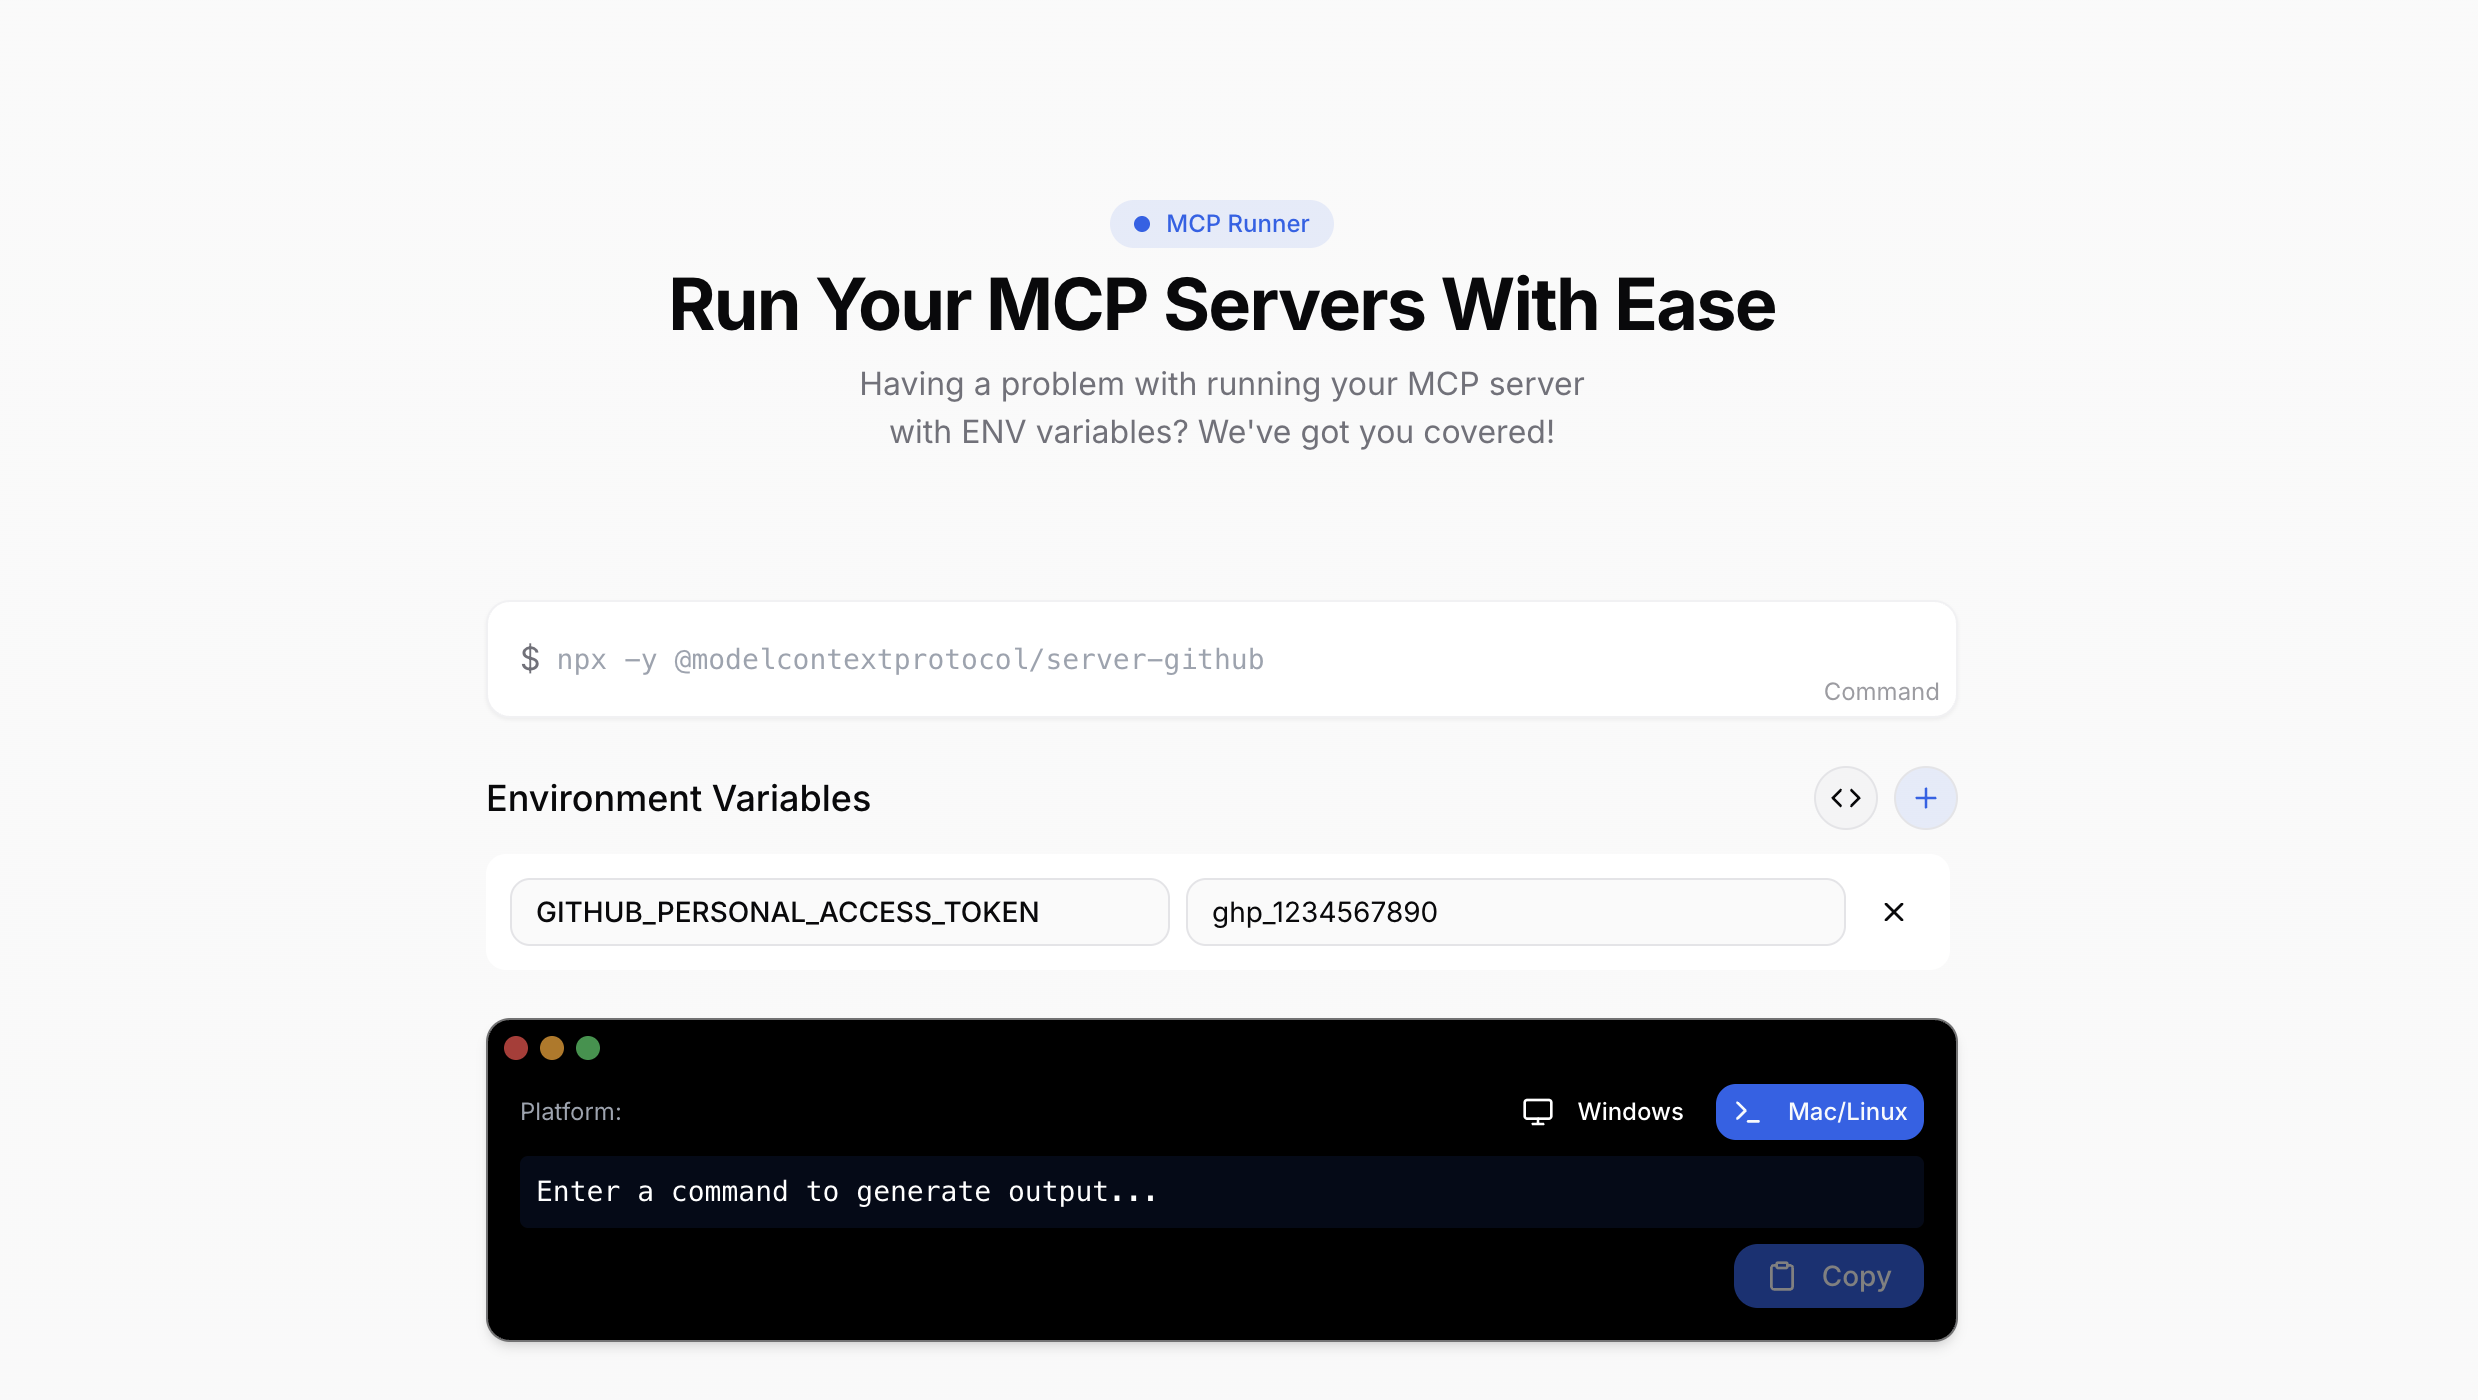 MCP Runner
Run Your MCP Servers With Ease
Having a problem with running your MCP server
with ENV variables? We've got you covered!
$ npx -y @modelcontextprotocol/server-github
Command
Environment Variables
GITHUB_PERSONAL_ACCESS_TOKEN ghp_1234567890
Platform: Windows Mac/Linux
Enter a command to generate output...
Copy